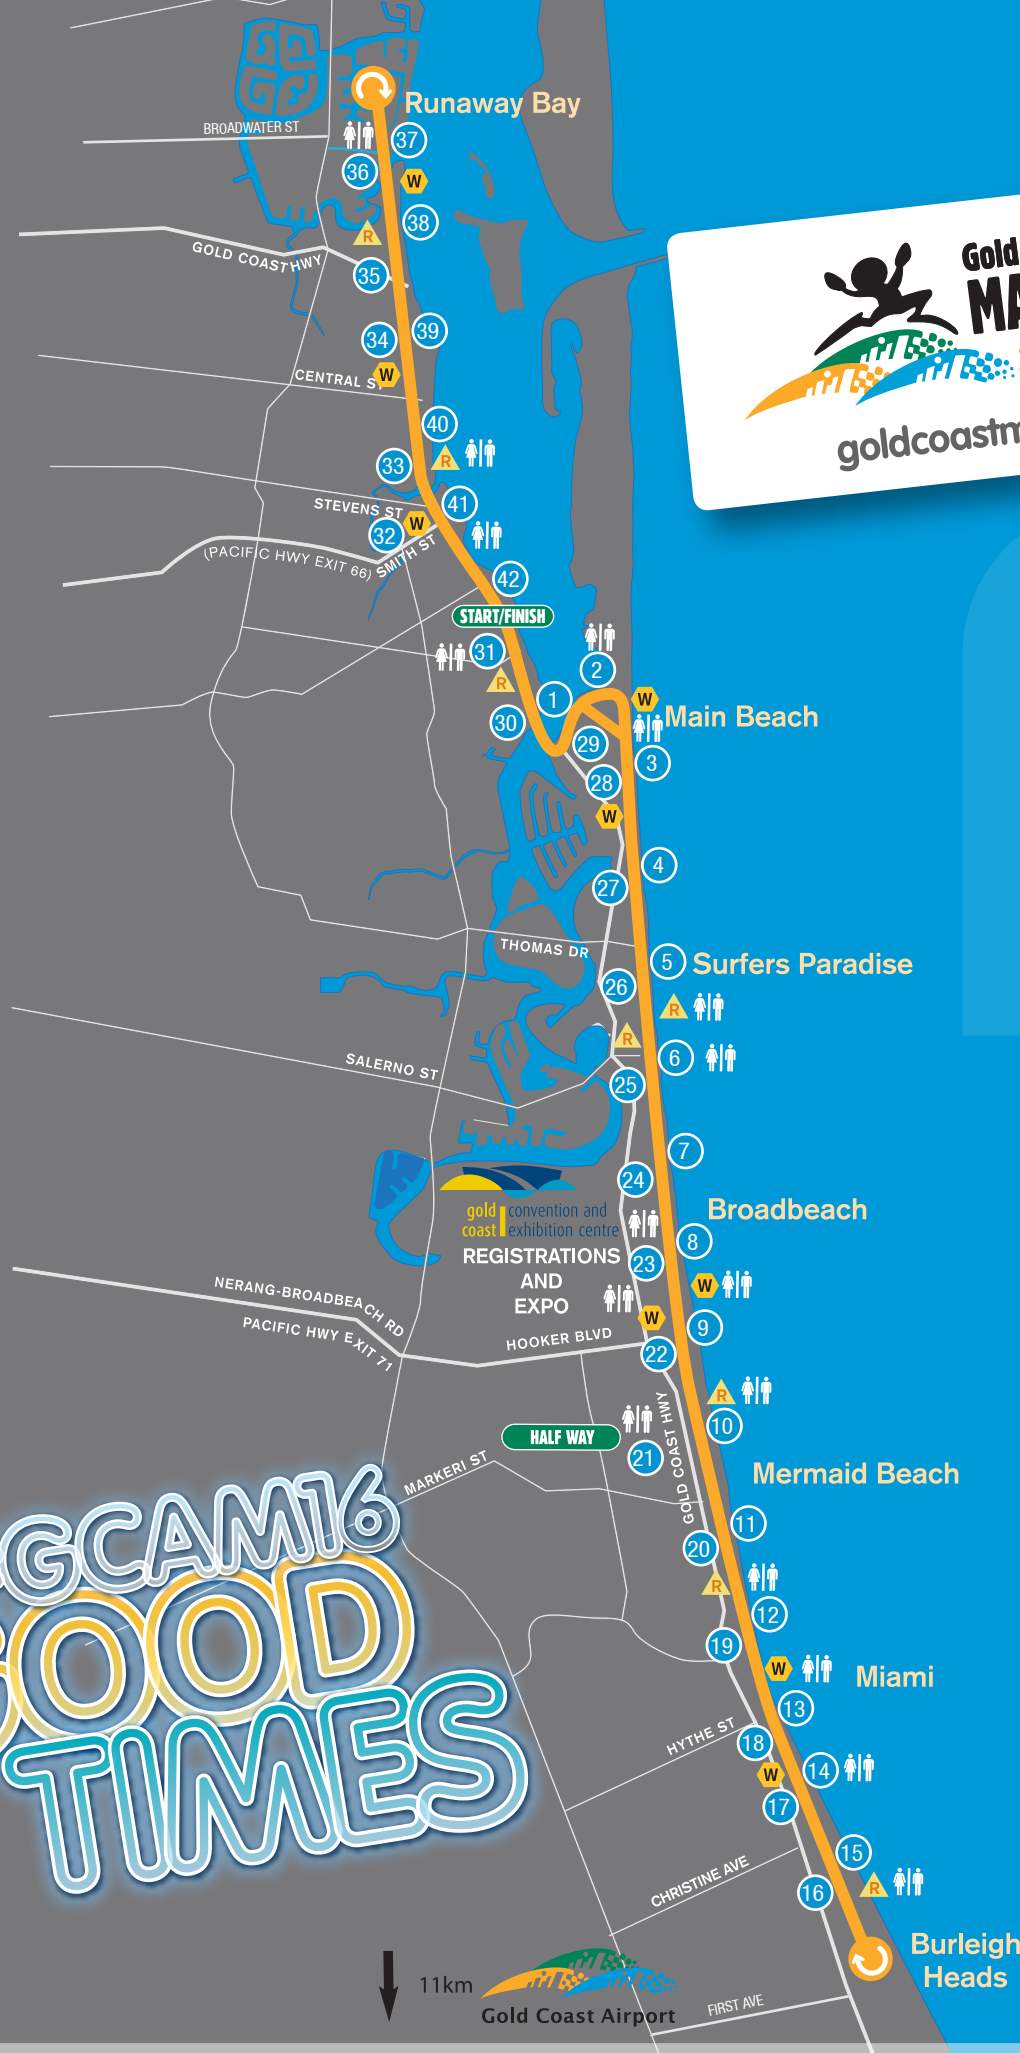 Runaway Bay
BROADWATER ST
37
36
W
38
R
GOLD COAST HWY
35
39
34
W
CENTRAL ST
40
33
R
41
STEVENS ST
W
32
(PACIFIC HWY EXIT 66) SMITH ST
42
START/FINISH
31
2
R
1
W
Main Beach
30
29
3
28
W
4
27
THOMAS DR
5
Surfers Paradise
26
R
R
6
SALERNO ST
25
7
24
gold
coast
convention and
exhibition centre
Broadbeach
8
REGISTRATIONS
AND
EXPO
23
W
NERANG-BROADBEACH RD
PACIFIC HWY EXIT 71
W
9
HOOKER BLVD
22
R
10
GOLD COAST HWY
HALF WAY
21
MARKERI ST
Mermaid Beach
11
20
R
12
19
W
Miami
13
HYTHE ST
18
14
W
17
15
CHRISTINE AVE
16
R
Burleigh
Heads
11km
Gold Coast Airport
FIRST AVE
Gold
MA
goldcoastm
GCAM16
GOOD
TIMES